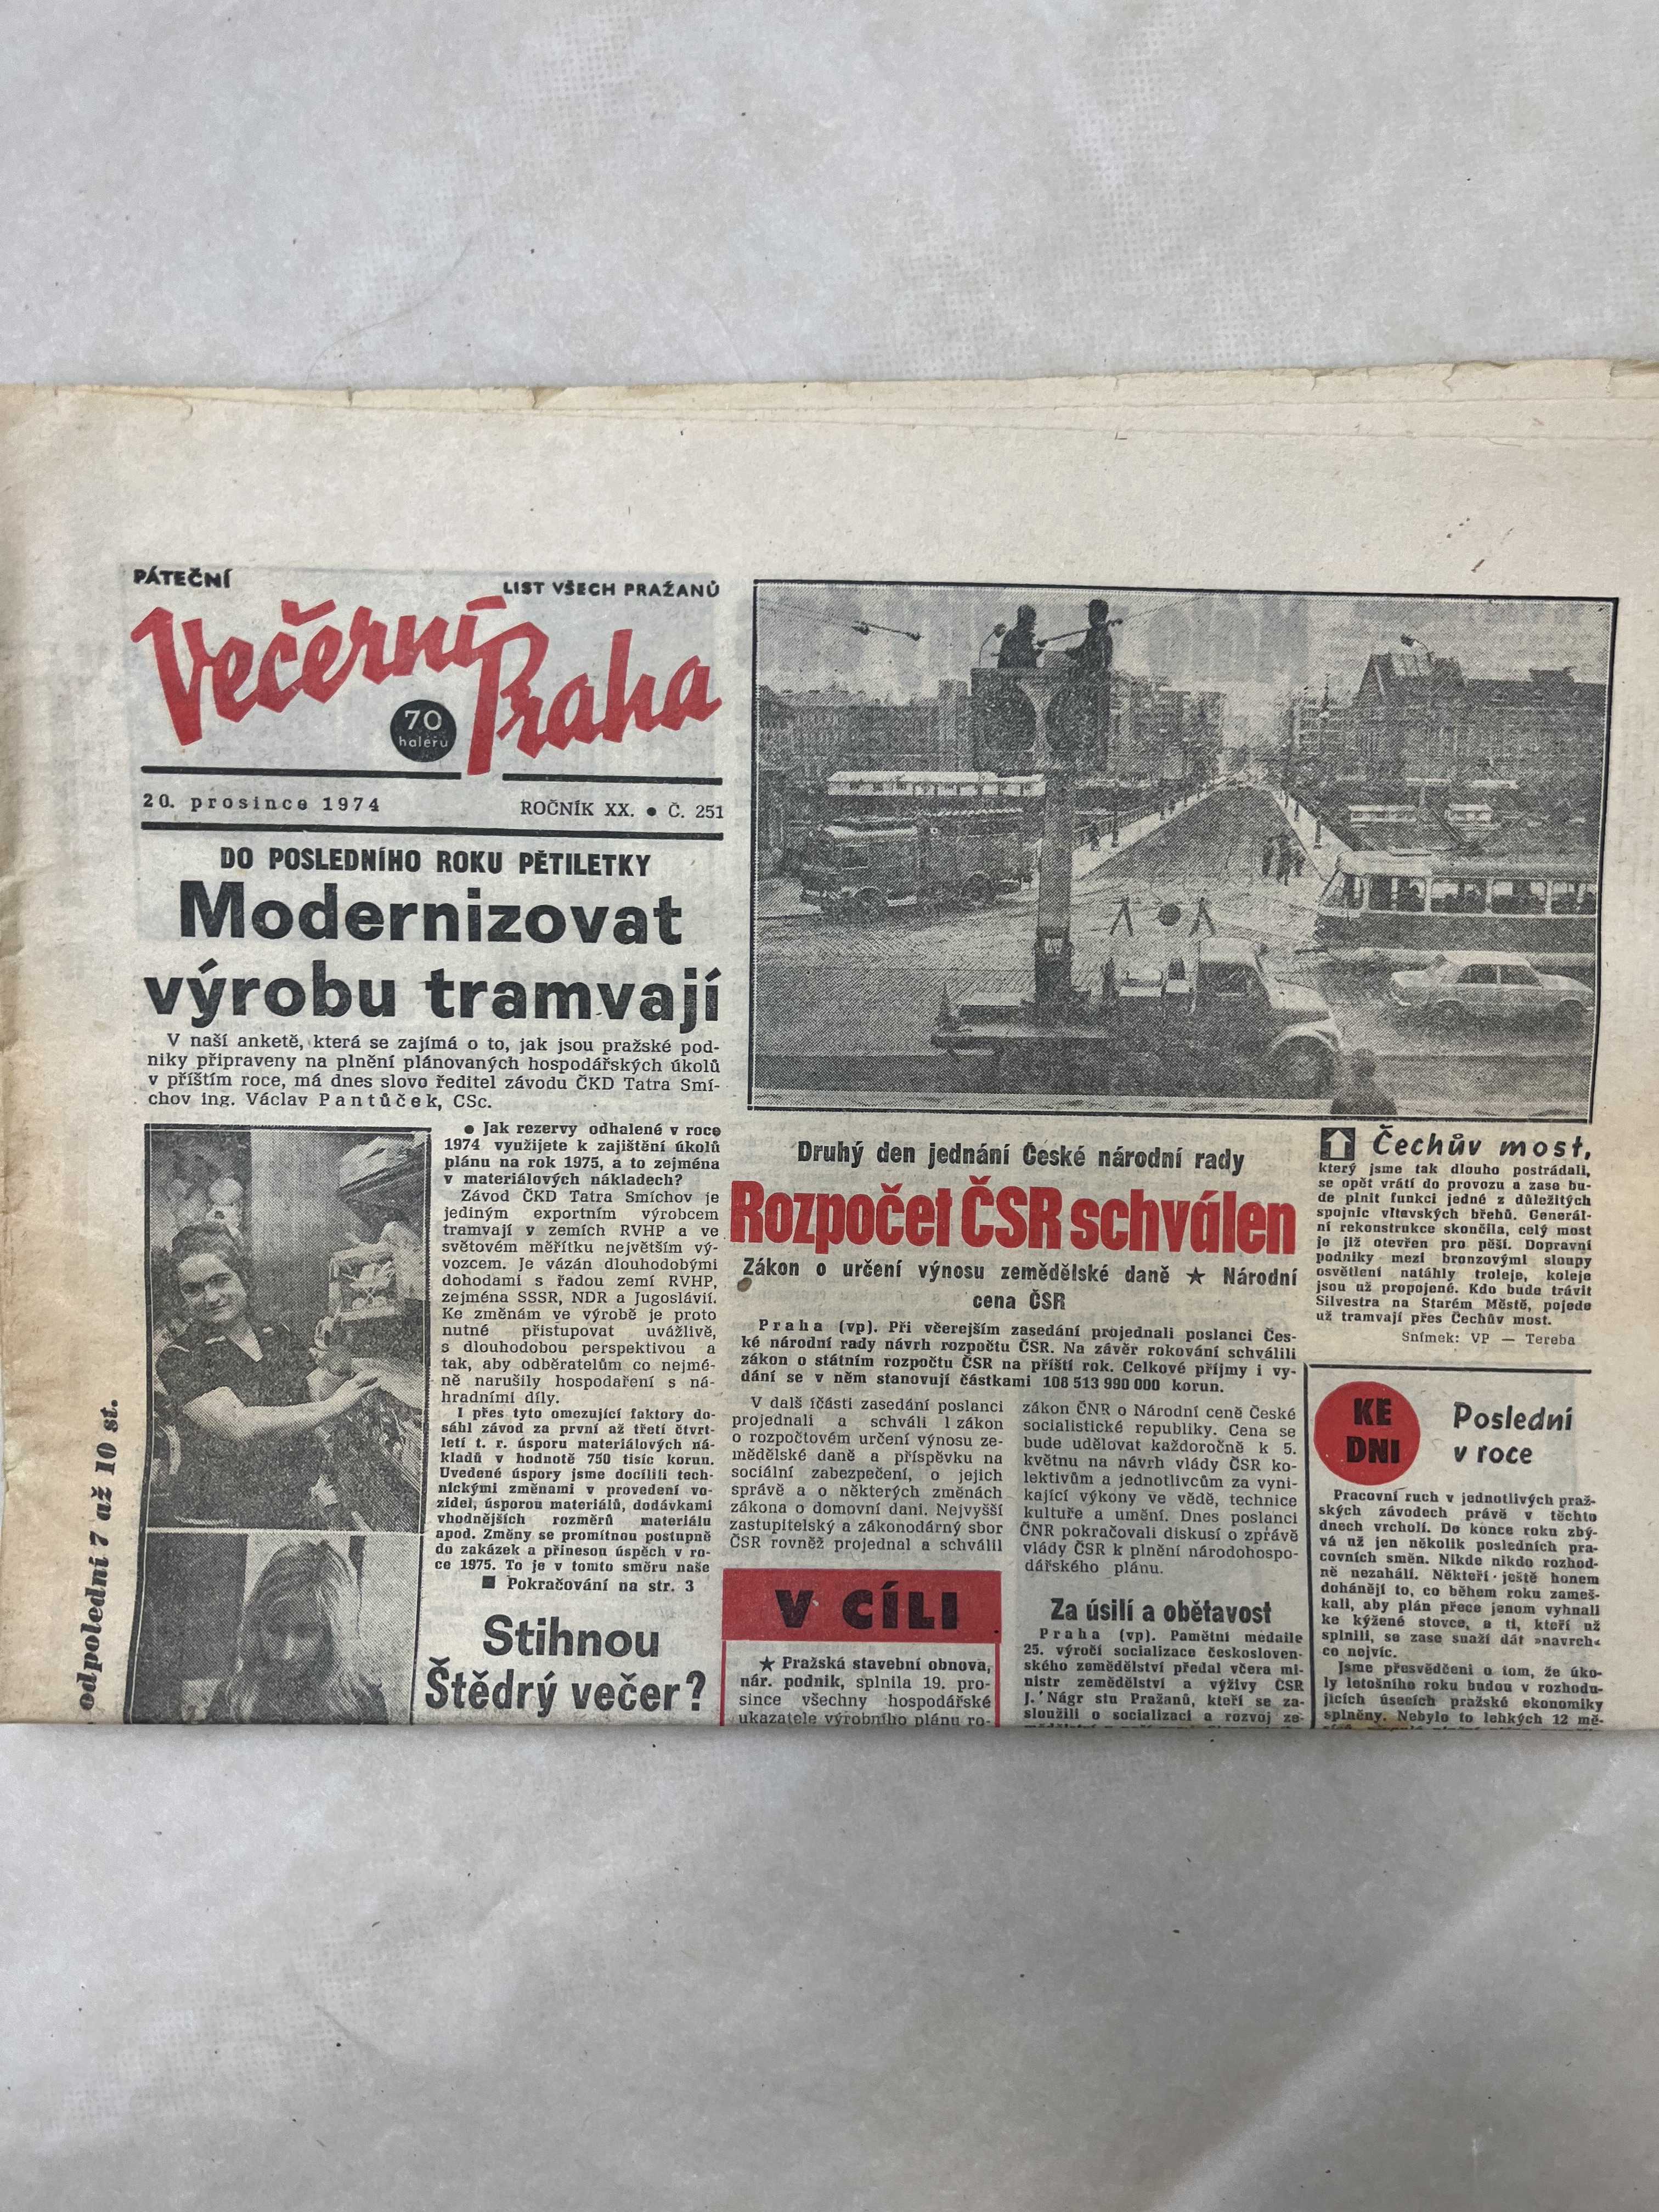 PÁTEČNÍ
LIST VŠECH PRAŽANŮ
Večerní
Praha
70
haléřů
20. prosince 1974
ROČNÍK XX. ● Č. 251
DO POSLEDNÍHO ROKU PĚTILETKY
Modernizovat
výrobu tramvají
V naší anketě, která se zajímá o to, jak jsou pražské pod-
niky připraveny na plnění plánovaných hospodářských úkolů
v příštím roce, má dnes slovo ředitel závodu ČKD Tatra Smí-
chov ing. Václav Pantůček, CSc.
● Jak rezervy odhalené v roce
1974 využijete k zajištění úkolů
plánu na rok 1975, a to zejména
v materiálových nákladech?
Závod ČKD Tatra Smíchov je
jediným exportním výrobcem
tramvají v zemích RVHP a ve
světovém měřítku největším vý-
vozcem. Je vázán dlouhodobými
dohodami s řadou zemí RVHP,
zejména SSSR, NDR a Jugoslávií.
Ke změnám ve výrobě je proto
nutné přistupovat uvážlivě,
s dlouhodobou perspektivou a
tak, aby odběratelům co nejmé-
ně narušily hospodaření s ná-
hradními díly.
I přes tyto omezující faktory do-
sáhl závod za první až třetí čtvrt-
letí t. r. úsporu materiálových ná-
kladů v hodnotě 750 tisíc korun.
Uvedené úspory jsme docílili tech-
nickými změnami v provedení vo-
zidel, úsporou materiálů, dodávkami
vhodnějších rozměrů materiálu
apod. Změny se promítnou postupně
do zakázek a přinesou úspěch v ro-
ce 1975. To je v tomto směru naše
■ Pokračování na str. 3
Stihnou
Štědrý večer?
odpolední 7 až 10 st.
Druhý den jednání České národní rady
Rozpočet ČSR schválen
Zákon o určení výnosu zemědělské daně ★ Národní
cena ČSR
Praha (vp). Při včerejším zasedání projednali poslanci Čes-
ké národní rady návrh rozpočtu ČSR. Na závěr rokování schválili
zákon o státním rozpočtu ČSR na příští rok. Celkové příjmy i vy-
dání se v něm stanovují částkami 108 513 990 000 korun.
V dalš íčásti zasedání poslanci
projednali a schváli l zákon
o rozpočtovém určení výnosu ze-
mědělské daně a příspěvku na
sociální zabezpečení, o jejich
správě a o některých změnách
zákona o domovní dani. Nejvyšší
zastupitelský a zákonodárný sbor
ČSR rovněž projednal a schválil
zákon ČNR o Národní ceně České
socialistické republiky. Cena se
bude udělovat každoročně k 5.
květnu na návrh vlády ČSR ko-
lektivům a jednotlivcům za vyni-
kající výkony ve vědě, technice
kultuře a umění. Dnes poslanci
ČNR pokračovali diskusí o zprávě
vlády ČSR k plnění národohospo-
dářského plánu.
V CÍLI
★ Pražská stavební obnova,
nár. podnik, splnila 19. pro-
since všechny hospodářské
ukazatele výrobního plánu ro-
Za úsilí a obětavost
Praha (vp). Pamětní medaile
25. výročí socializace českosloven-
ského zemědělství předal včera mi-
nistr zemědělství a výživy ČSR
J. Nágr stu Pražanů, kteří se za-
sloužili o socializaci a rozvoj ze-
Čechův most,
který jsme tak dlouho postrádali,
se opět vrátí do provozu a zase bu-
de plnit funkci jedné z důležitých
spojnic vltavských břehů. Generál-
ní rekonstrukce skončila, celý most
je již otevřen pro pěší. Dopravní
podniky mezi bronzovými sloupy
osvětlení natáhly troleje, koleje
jsou už propojené. Kdo bude trávit
Silvestra na Starém Městě, pojede
už tramvají přes Čechův most.
Snímek: VP — Tereba
KE
DNI
Poslední
v roce
Pracovní ruch v jednotlivých praž-
ských závodech právě v těchto
dnech vrcholí. Do konce roku zbý-
vá už jen několik posledních pra-
covních směn. Nikde nikdo rozhod-
ně nezahálí. Někteří ještě honem
dohánějí to, co během roku zameš-
kali, aby plán přece jenom vyhnali
ke kýžené stovce, a ti, kteří už
splnili, se zase snaží dát »navrch«
co nejvíc.
Jsme přesvědčeni o tom, že úko-
ly letošního roku budou v rozhodu-
jících úsecích pražské ekonomiky
splněny. Nebylo to lehkých 12 mě-